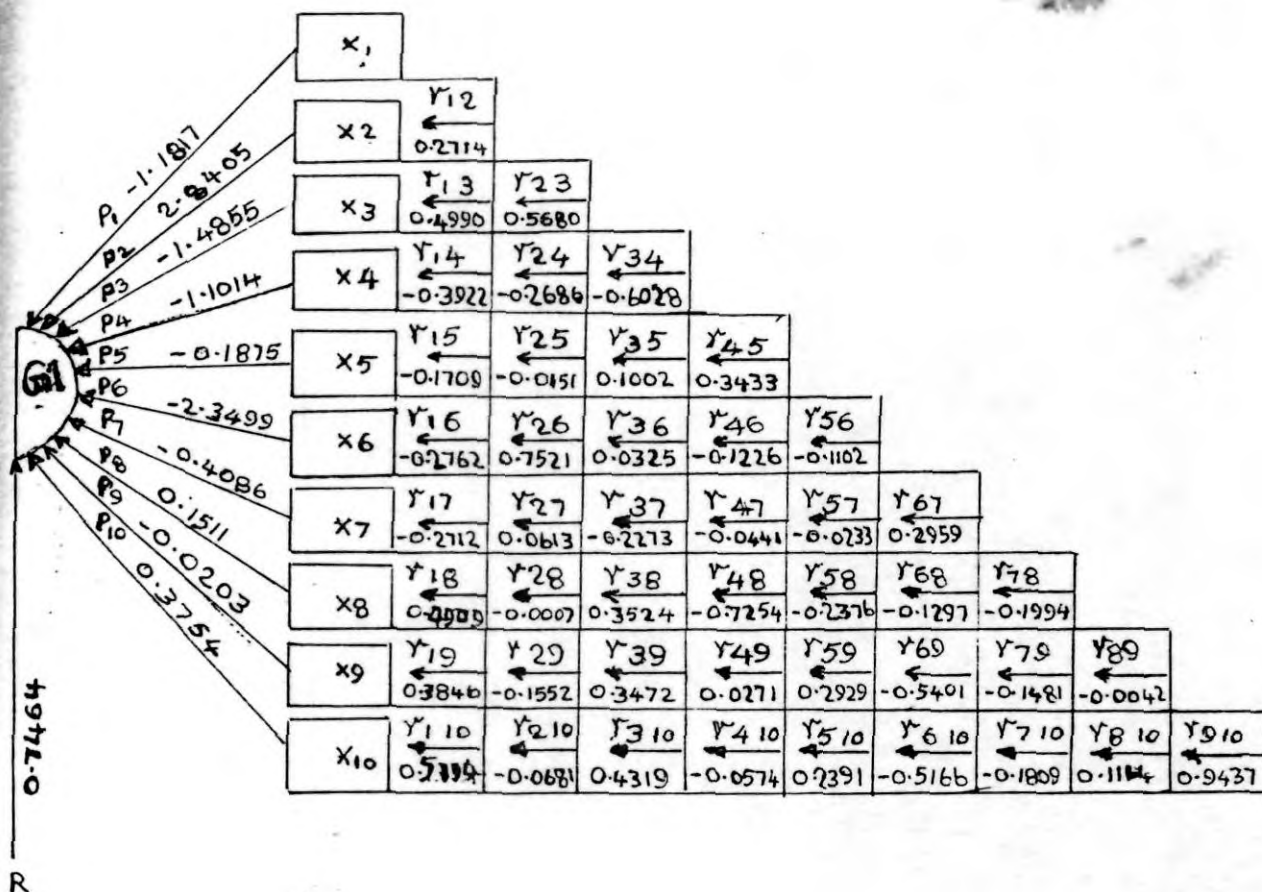 x1
r12
x2
0.2714
r13 r23
x3
0.4990 0.5680
r14 r24 r34
x4
-0.3922 -0.2686 -0.6028
r15 r25 r35 r45
x5
-0.1709 -0.0151 0.1002 0.3433
r16 r26 r36 r46 r56
x6
-0.2762 0.7521 0.0325 -0.1226 -0.1102
r17 r27 r37 r47 r57 r67
x7
-0.2712 0.0613 -0.2273 -0.0441 -0.0233 0.2959
r18 r28 r38 r48 r58 r68 r78
x8
-0.0007 0.3524 -0.7254 -0.2376 -0.1297 -0.1994
r19 r29 r39 r49 r59 r69 r79 r89
x9
0.3846 -0.1552 0.3472 0.0271 0.2929 -0.5401 -0.1481 -0.0042
r1 10 r2 10 r3 10 r4 10 r5 10 r6 10 r7 10 r8 10 r9 10
x10
-0.0681 0.4319 -0.0574 0.2391 -0.5166 -0.1809 0.9437
P1 -1.1817
P2 2.8405
P3 -1.4855
P4 -1.1014
P5 -0.1875
P6 -2.3499
P7 -0.4086
P8 0.1511
P9 -0.0203
P10 0.3754
G1
0.7464
R